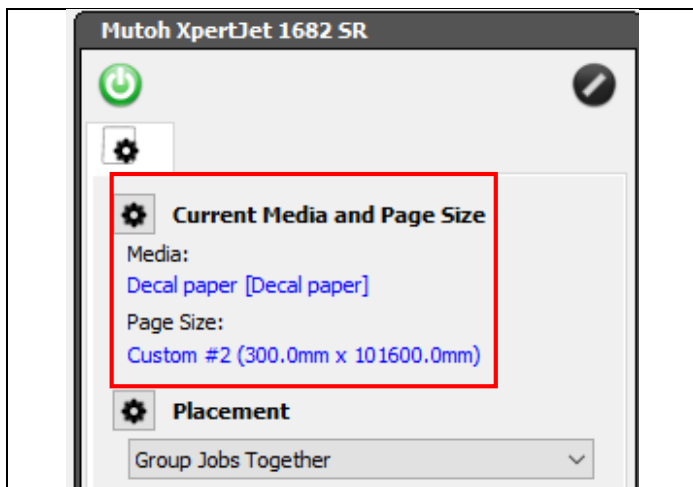 Mutoh XpertJet 1682 SR
Current Media and Page Size
Media:
Decal paper [Decal paper]
Page Size:
Custom #2 (300.0mm x 101600.0mm)
Placement
Group Jobs Together